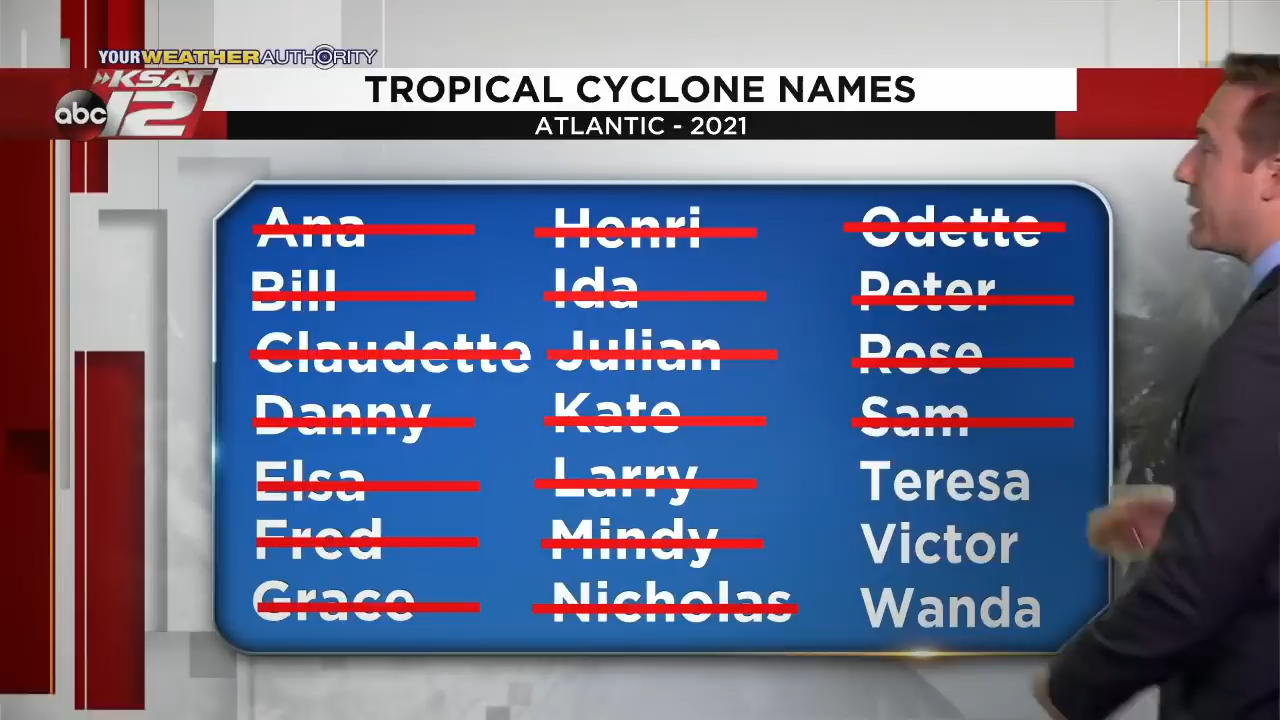 YOUR WEATHER AUTHORITY
KSAT
abc 12
TROPICAL CYCLONE NAMES
ATLANTIC - 2021
Ana Henri Odette
Bill Ida Peter
Claudette Julian Rose
Danny Kate Sam
Elsa Larry Teresa
Fred Mindy Victor
Grace Nicholas Wanda